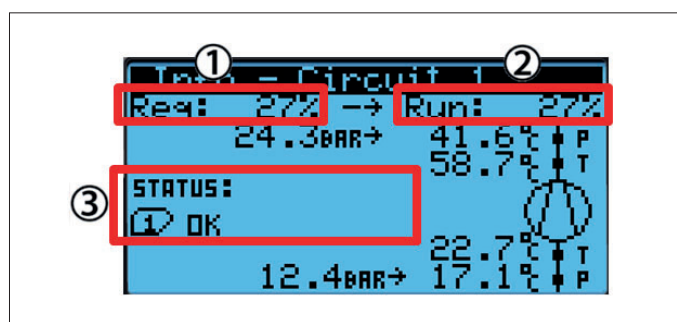 ① ②
Info - Circuit 1
Req: 27% → Run: 27%
24.3BAR→ 41.6°C P
58.7°C T
③ STATUS:
1 OK
22.7°C T
12.4BAR→ 17.1°C P